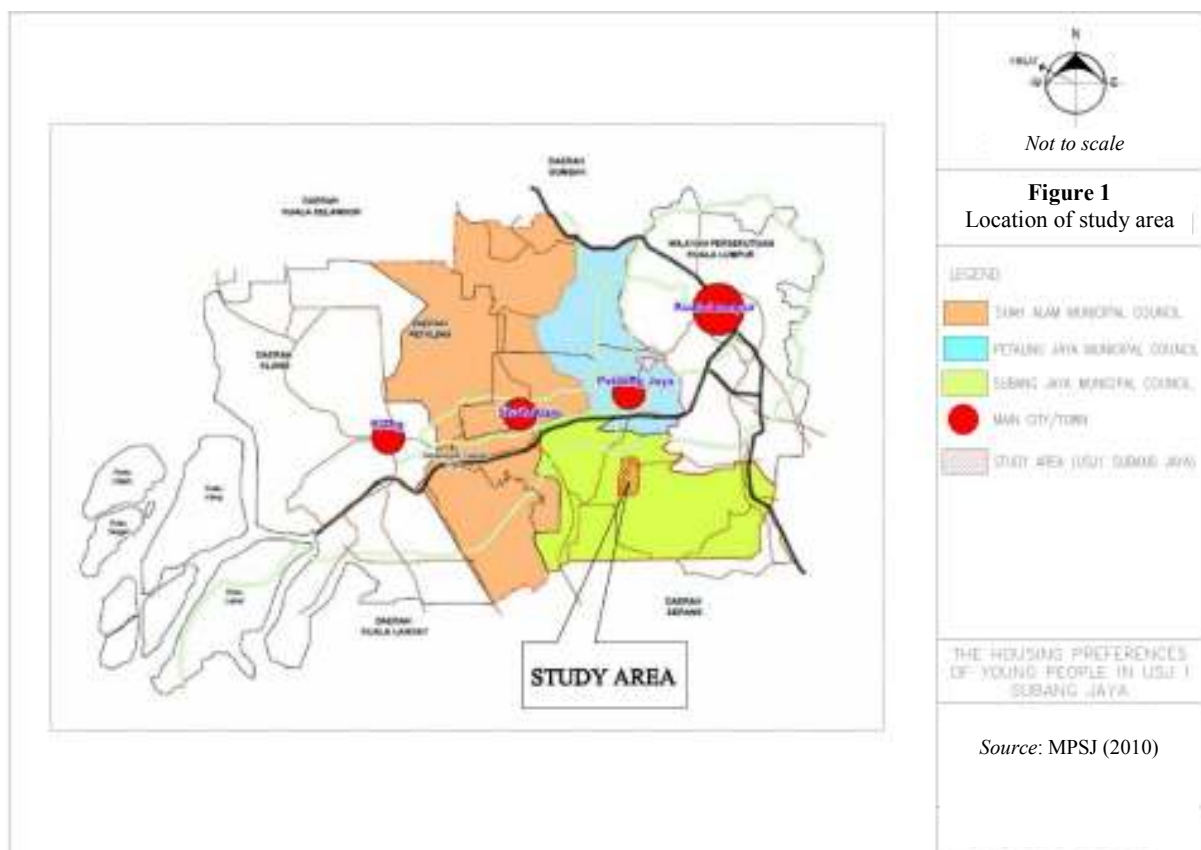 N
Not to scale
Figure 1
Location of study area
LEGEND
SHAH ALAM MUNICIPAL COUNCIL
PETALING JAYA MUNICIPAL COUNCIL
SUBANG JAYA MUNICIPAL COUNCIL
MAIN CITY/TOWN
STUDY AREA (USJ1 SUBANG JAYA)
THE HOUSING PREFERENCES
OF YOUNG PEOPLE IN USJ 1
SUBANG JAYA
Source: MPSJ (2010)
DAERAH
GOMBAK
DAERAH
KUALA SELANGOR
WILAYAH PERSEKUTUAN
KUALA LUMPUR
Kuala Lumpur
DAERAH
PETALING
DAERAH
KLANG
Petaling Jaya
Shah Alam
Klang
DAERAH
SEPANG
DAERAH
KUALA LANGAT
STUDY AREA